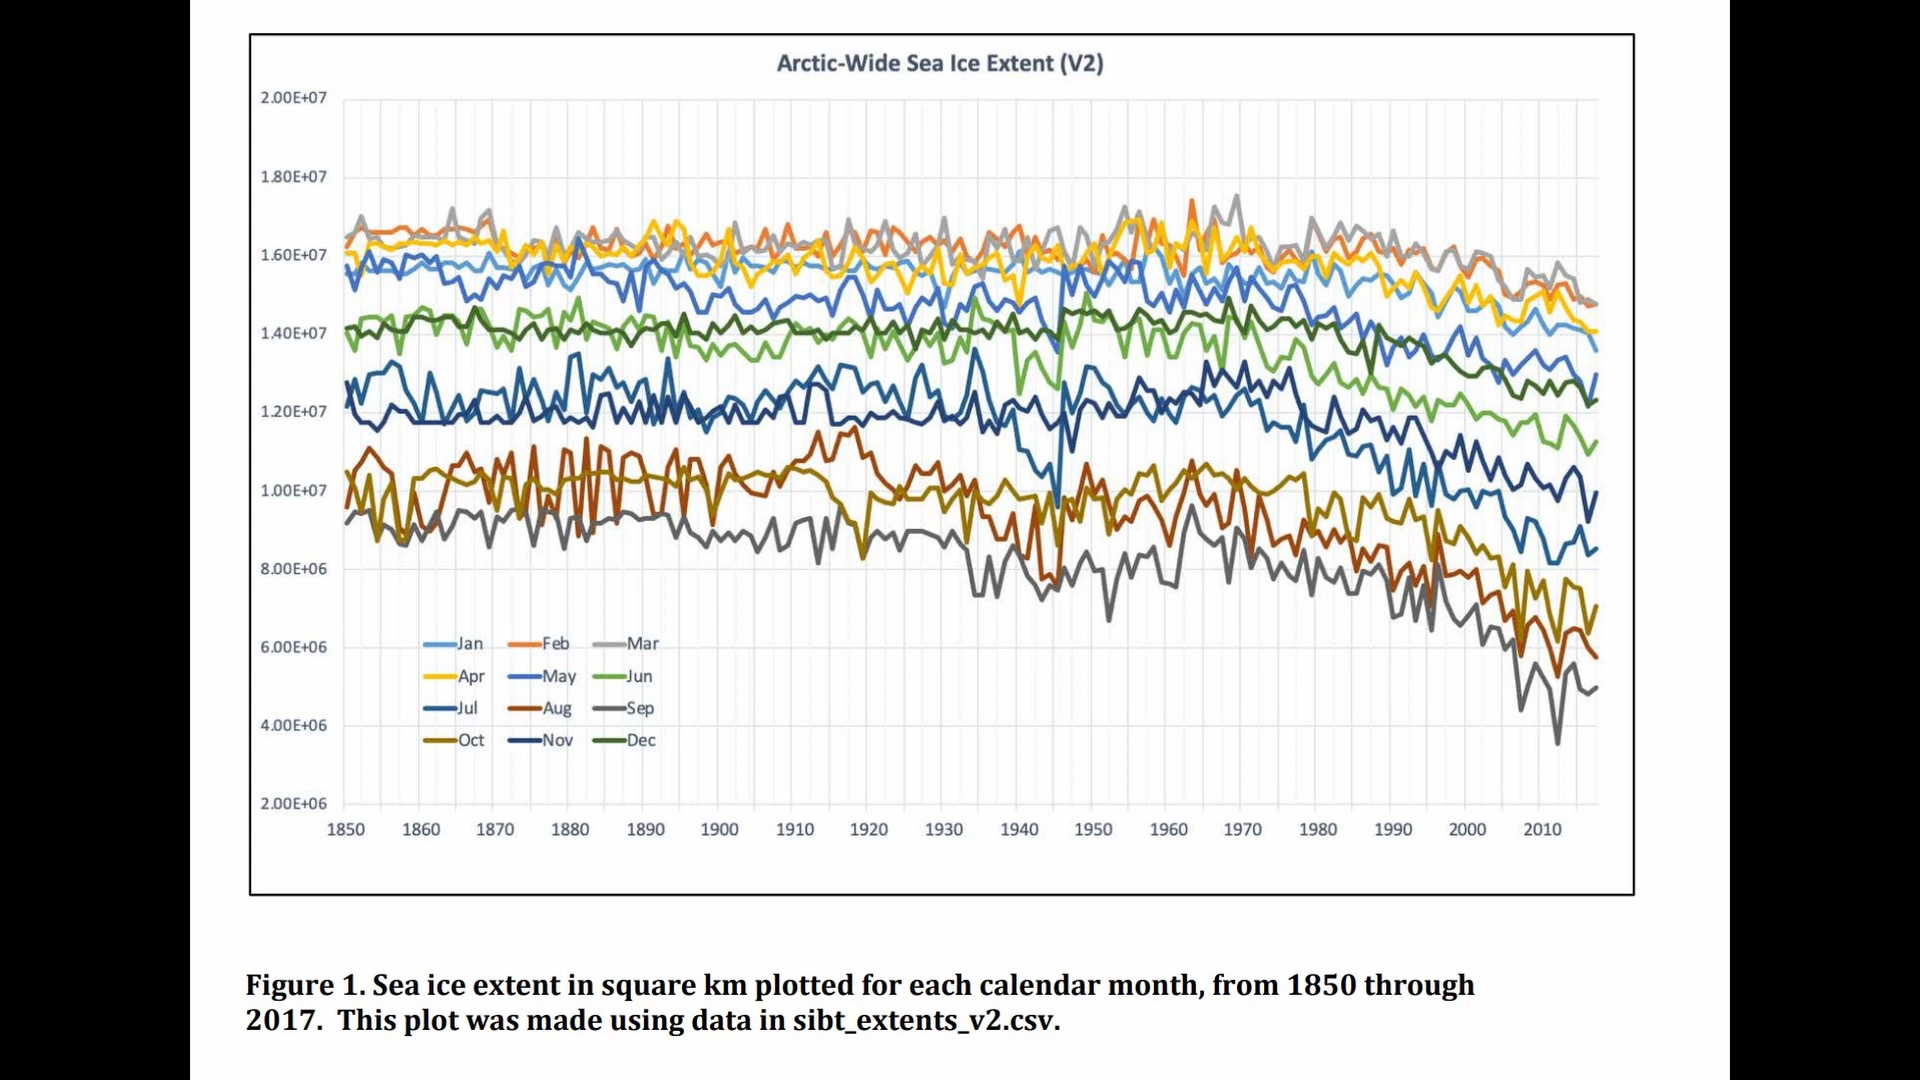 Arctic-Wide Sea Ice Extent (V2)
2.00E+07
1.80E+07
1.60E+07
1.40E+07
1.20E+07
1.00E+07
8.00E+06
6.00E+06
4.00E+06
2.00E+06
Jan Feb Mar
Apr May Jun
Jul Aug Sep
Oct Nov Dec
1850 1860 1870 1880 1890 1900 1910 1920 1930 1940 1950 1960 1970 1980 1990 2000 2010
Figure 1. Sea ice extent in square km plotted for each calendar month, from 1850 through
2017. This plot was made using data in sibt_extents_v2.csv.